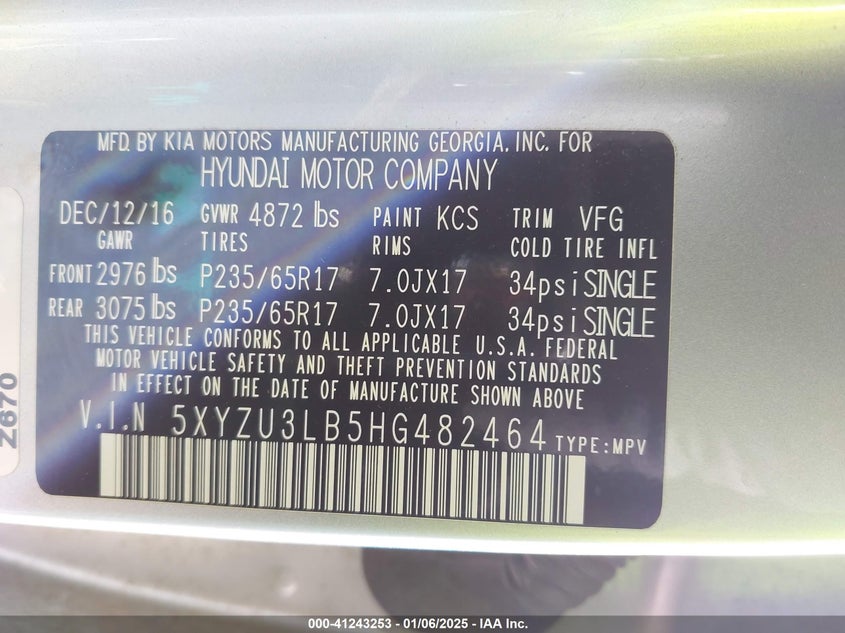 MFD. BY KIA MOTORS MANUFACTURING GEORGIA, INC. FOR
HYUNDAI MOTOR COMPANY
DEC/12/16 GVWR 4872 lbs PAINT KCS TRIM VFG
GAWR TIRES RIMS COLD TIRE INFL
FRONT 2976 lbs P235/65R17 7.0JX17 34psi SINGLE
REAR 3075 lbs P235/65R17 7.0JX17 34psi SINGLE
THIS VEHICLE CONFORMS TO ALL APPLICABLE U.S.A. FEDERAL
MOTOR VEHICLE SAFETY AND THEFT PREVENTION STANDARDS
IN EFFECT ON THE DATE OF MANUFACTURE SHOWN ABOVE
V.I.N 5XYZU3LB5HG482464 TYPE:MPV
Z670
000-41243253 - 01/06/2025 - IAA Inc.